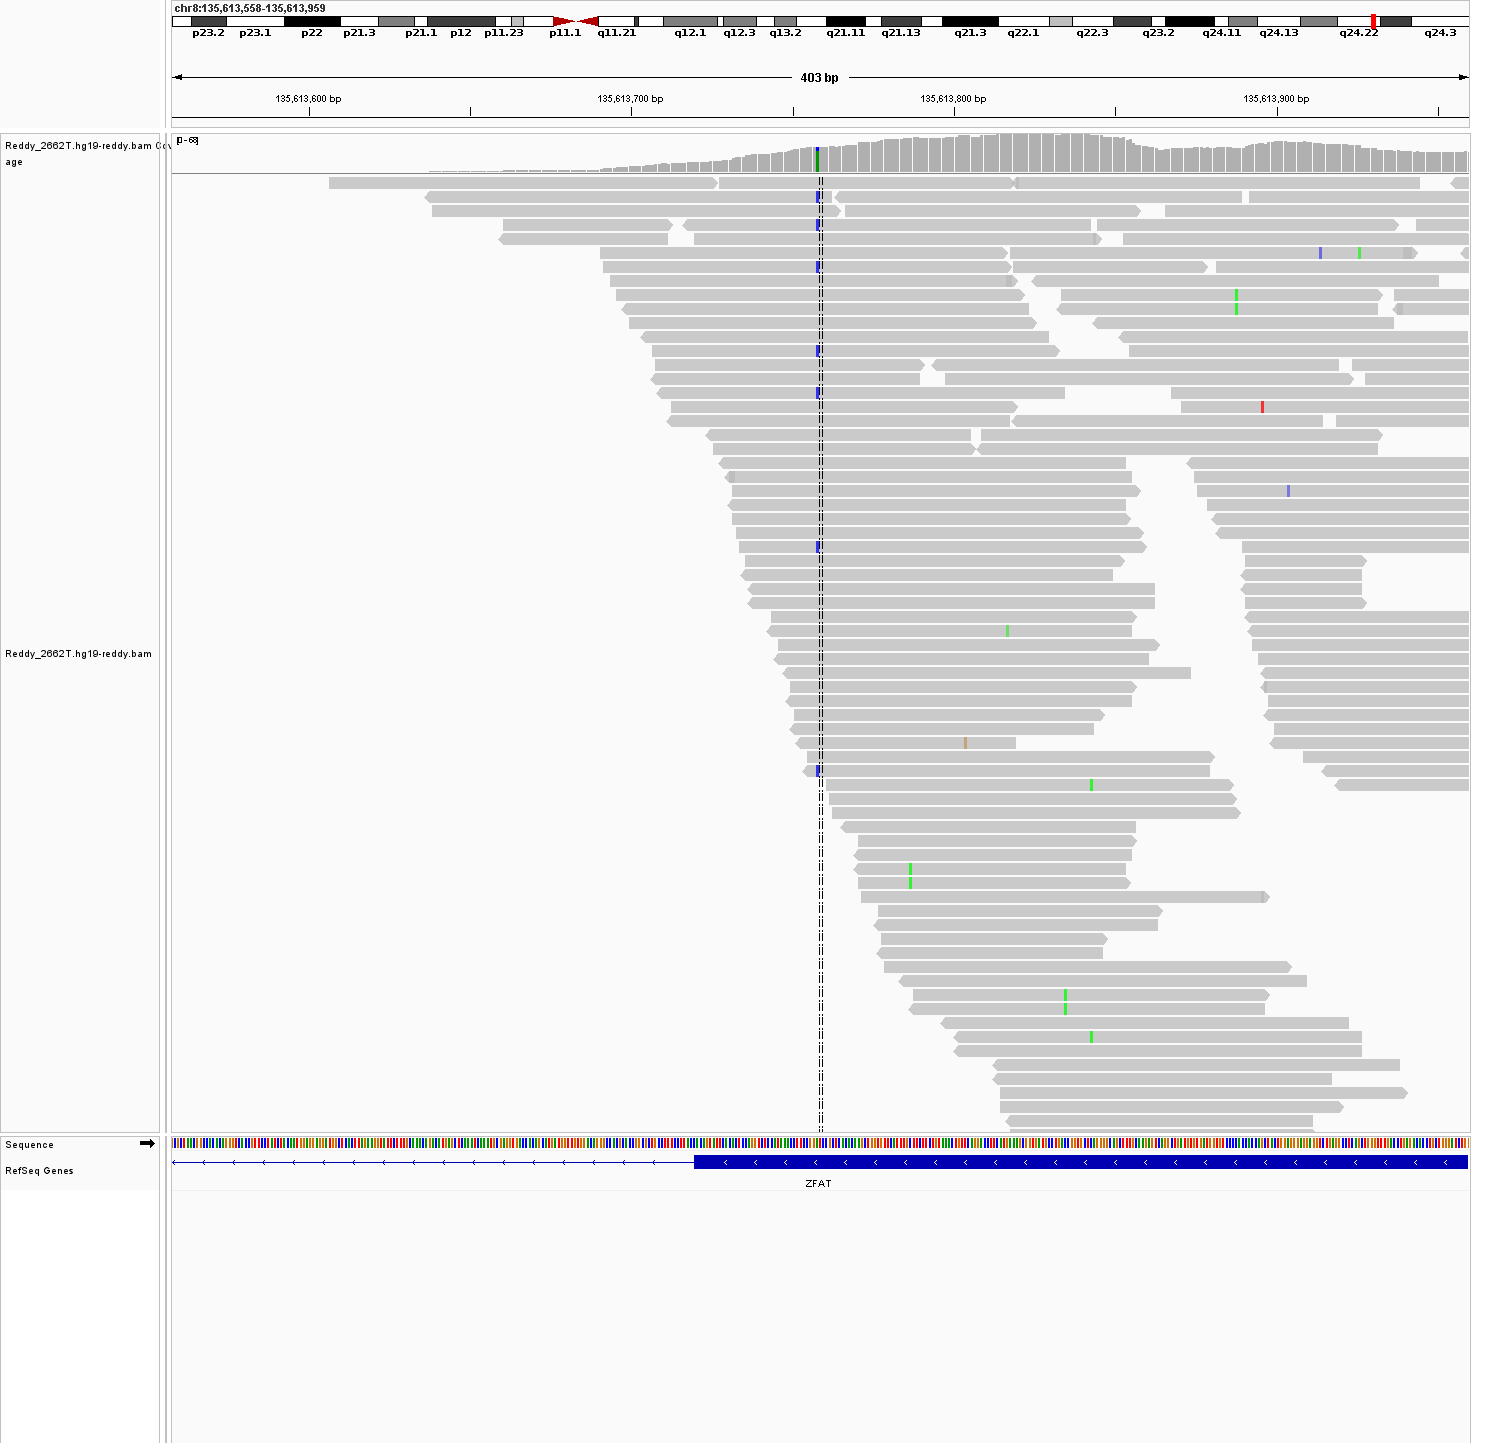 chr8:135,613,558-135,613,959
p23.2 p23.1 p22 p21.3 p21.1 p12 p11.23 p11.1 q11.21 q12.1 q12.3 q13.2 q21.11 q21.13 q21.3 q22.1 q22.3 q23.2 q24.11 q24.13 q24.22 q24.3
403 bp
135,613,600 bp 135,613,700 bp 135,613,800 bp 135,613,900 bp
Reddy_2662T.hg19-reddy.bam Cov
age
[0 - 68]
Reddy_2662T.hg19-reddy.bam
Sequence
RefSeq Genes
ZFAT